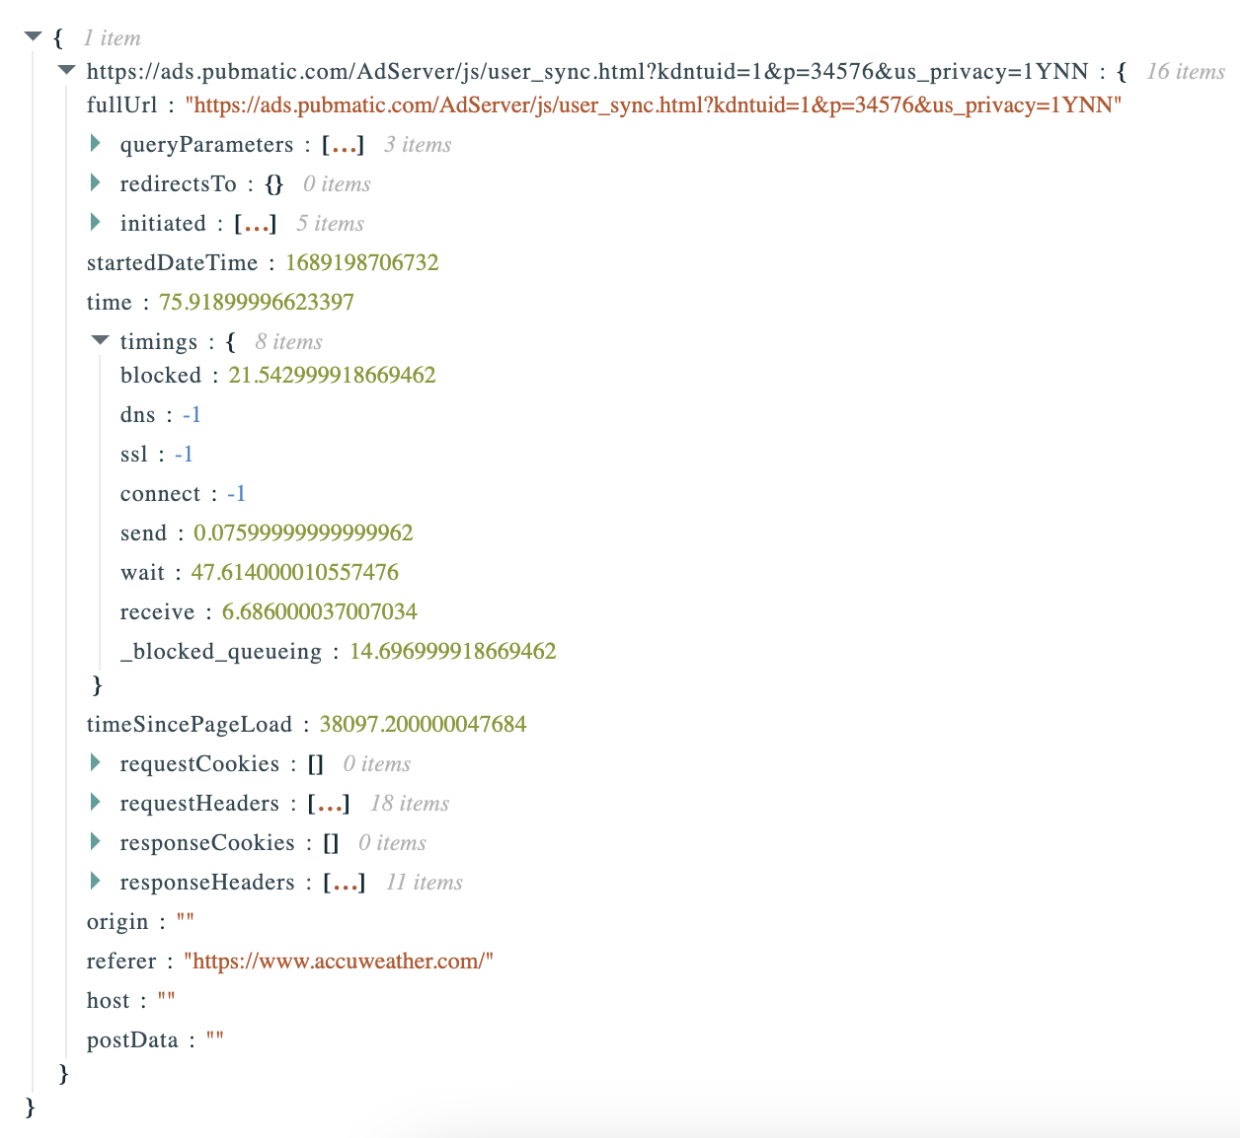 { 1 item
https://ads.pubmatic.com/AdServer/js/user_sync.html?kdntuid=1&p=34576&us_privacy=1YNN : { 16 items
fullUrl : "https://ads.pubmatic.com/AdServer/js/user_sync.html?kdntuid=1&p=34576&us_privacy=1YNN"
queryParameters : [...] 3 items
redirectsTo : {} 0 items
initiated : [...] 5 items
startedDateTime : 1689198706732
time : 75.91899996623397
timings : { 8 items
blocked : 21.542999918669462
dns : -1
ssl : -1
connect : -1
send : 0.07599999999999962
wait : 47.614000010557476
receive : 6.686000037007034
_blocked_queueing : 14.696999918669462
}
timeSincePageLoad : 38097.200000047684
requestCookies : [] 0 items
requestHeaders : [...] 18 items
responseCookies : [] 0 items
responseHeaders : [...] 11 items
origin : ""
referer : "https://www.accuweather.com/"
host : ""
postData : ""
}
}